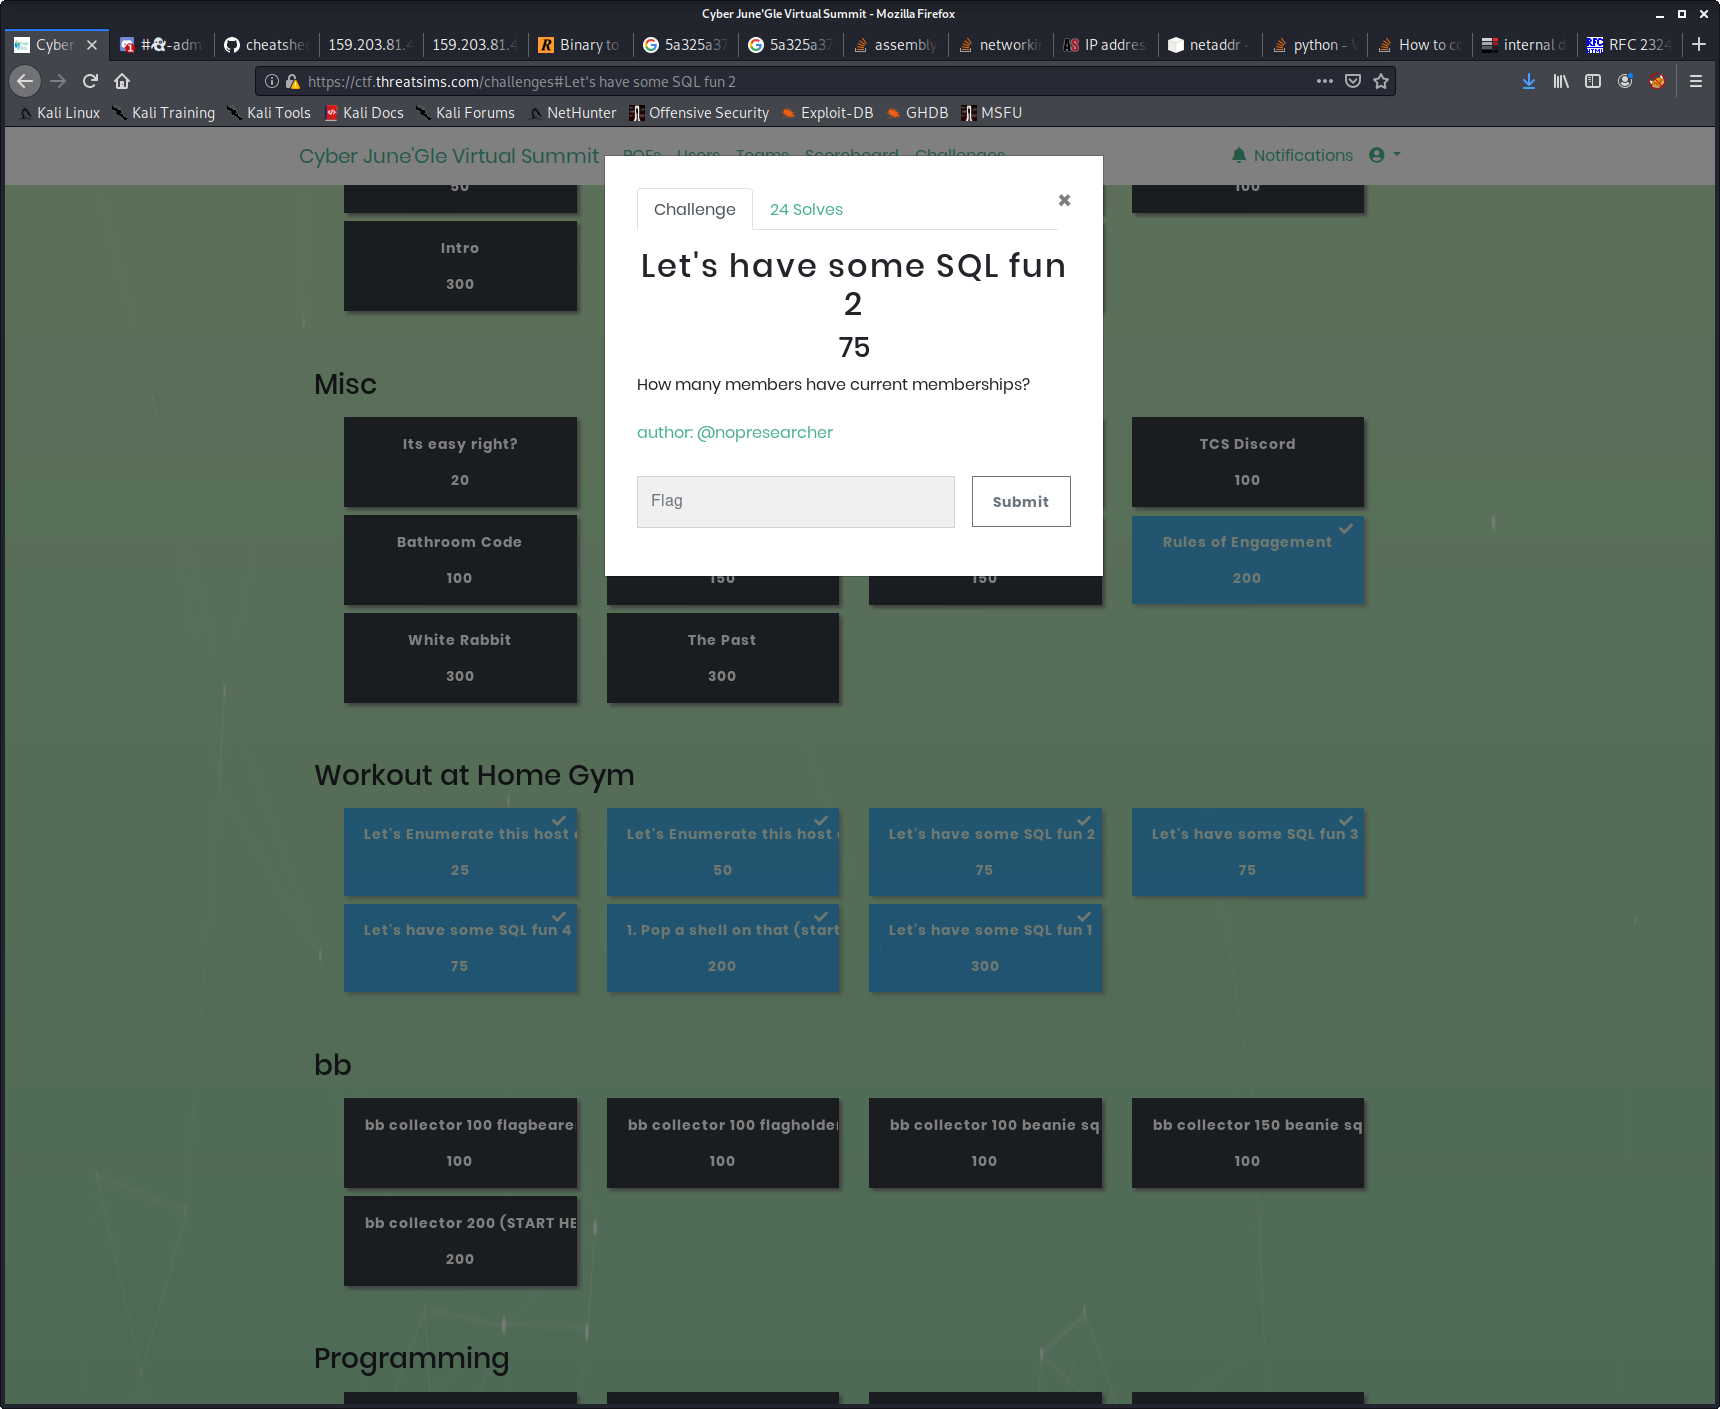 Cyber June'Gle Virtual Summit - Mozilla Firefox
Cyber
cheatshe
159.203.81.4
159.203.81.4
Binary to
5a325a37
5a325a37
assembly
networkin
IP addres
netaddr
python -
How to co
internal d
RFC 2324
https://ctf.threatsims.com/challenges#Let's have some SQL fun 2
Kali Linux Kali Training Kali Tools Kali Docs Kali Forums NetHunter Offensive Security Exploit-DB GHDB MSFU
Cyber June'Gle Virtual Summit
Users Teams Scoreboard Challenges
Notifications
50
100
Intro
300
Challenge
24 Solves
Let's have some SQL fun
2
75
How many members have current memberships?
author: @nopresearcher
Flag
Submit
Misc
Its easy right?
20
TCS Discord
100
Bathroom Code
100
150
150
Rules of Engagement
200
White Rabbit
300
The Past
300
Workout at Home Gym
Let's Enumerate this host
25
Let's Enumerate this host
50
Let's have some SQL fun 2
75
Let's have some SQL fun 3
75
Let's have some SQL fun 4
75
1. Pop a shell on that (start
200
Let's have some SQL fun 1
300
bb
bb collector 100 flagbeare
100
bb collector 100 flagholder
100
bb collector 100 beanie sq
100
bb collector 150 beanie sq
100
bb collector 200 (START HE
200
Programming